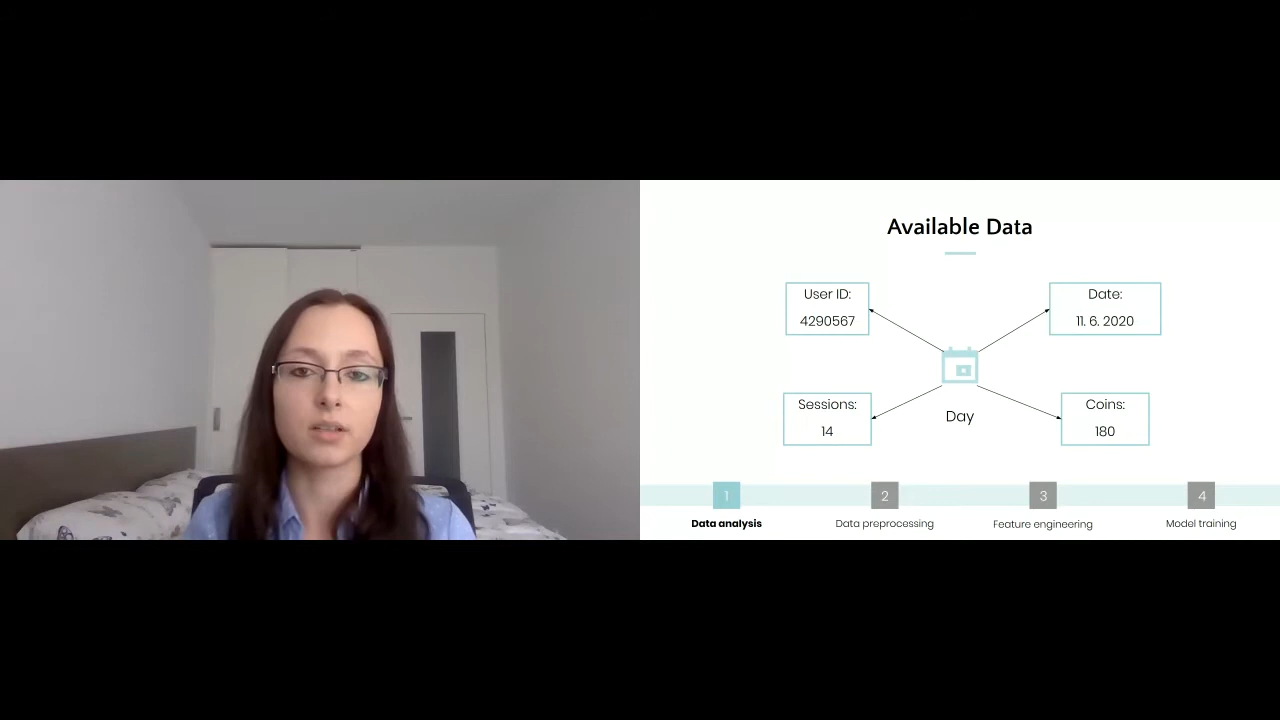 Available Data
User ID:
4290567
Date:
11. 6. 2020
Sessions:
14
Day
Coins:
180
1
2
3
4
Data analysis
Data preprocessing
Feature engineering
Model training